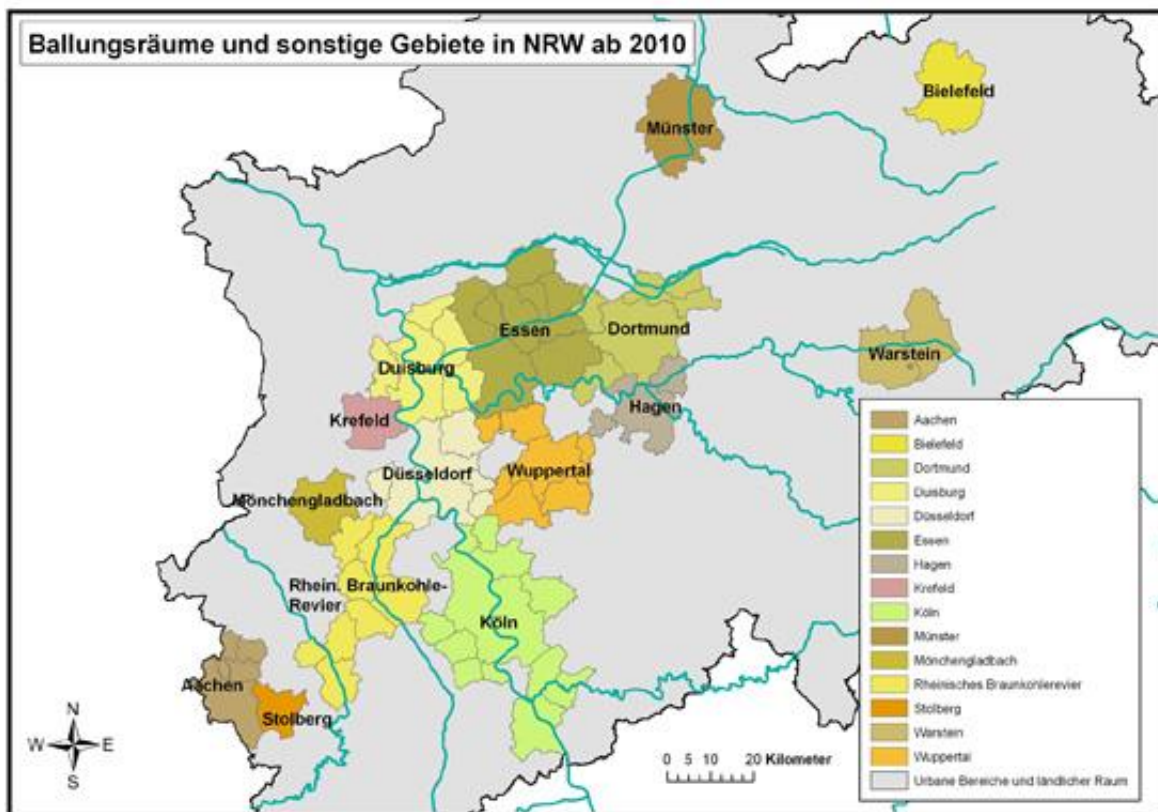 Ballungsräume und sonstige Gebiete in NRW ab 2010
Bielefeld
Münster
Essen
Dortmund
Warstein
Duisburg
Hagen
Krefeld
Düsseldorf
Wuppertal
Mönchengladbach
Rhein. Braunkohle-
Revier
Köln
Aachen
Stolberg
N
W E
S
0 5 10 20 Kilometer
Aachen
Bielefeld
Dortmund
Duisburg
Düsseldorf
Essen
Hagen
Krefeld
Köln
Münster
Mönchengladbach
Rheinisches Braunkohlerevier
Stolberg
Warstein
Wuppertal
Urbane Bereiche und ländlicher Raum